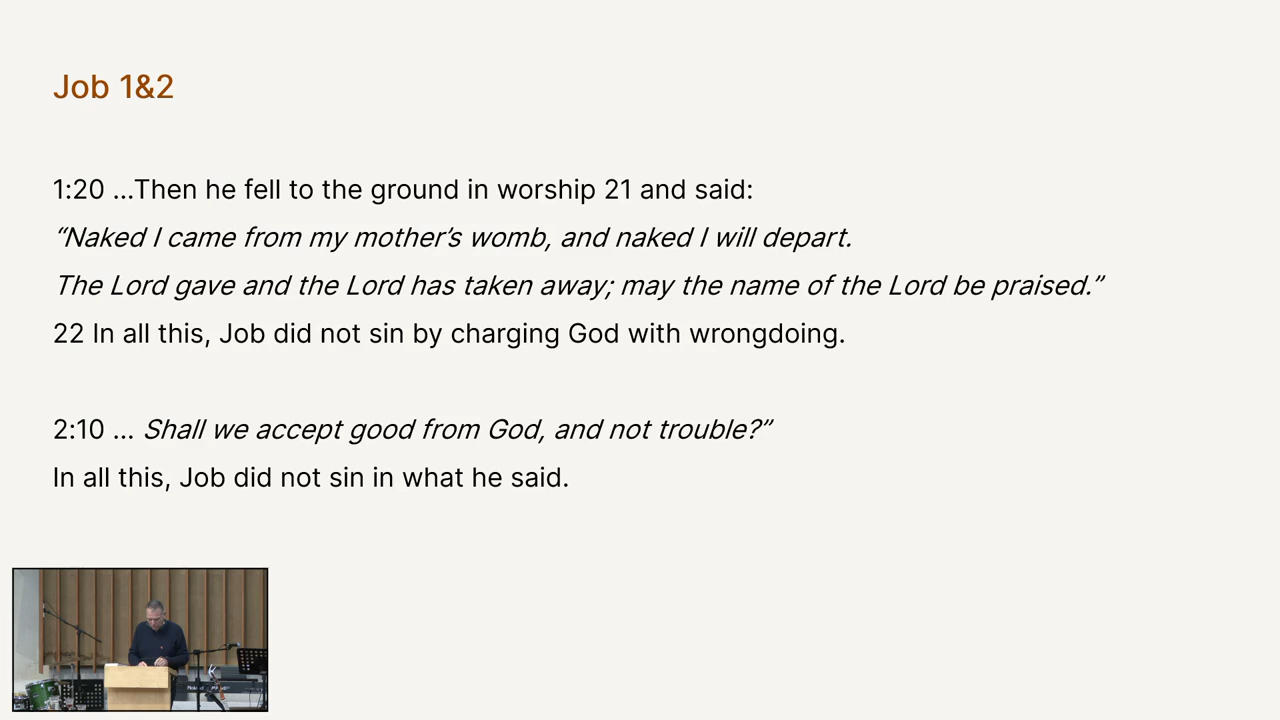 Job 1&2
1:20 ...Then he fell to the ground in worship 21 and said:
“Naked I came from my mother’s womb, and naked I will depart.
The Lord gave and the Lord has taken away; may the name of the Lord be praised.”
22 In all this, Job did not sin by charging God with wrongdoing.
2:10 ... Shall we accept good from God, and not trouble?”
In all this, Job did not sin in what he said.
Roland